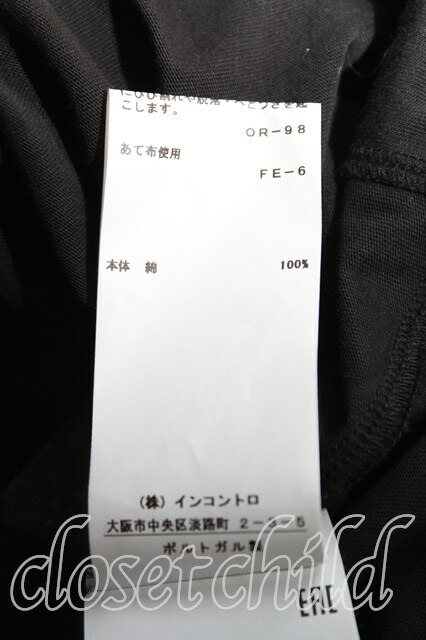 こします。
OR-98
あて布使用
FE-6
本体 綿 100%
(株) インコントロ
大阪市中央区淡路町 2-3-5
ポルトガル製
closet child